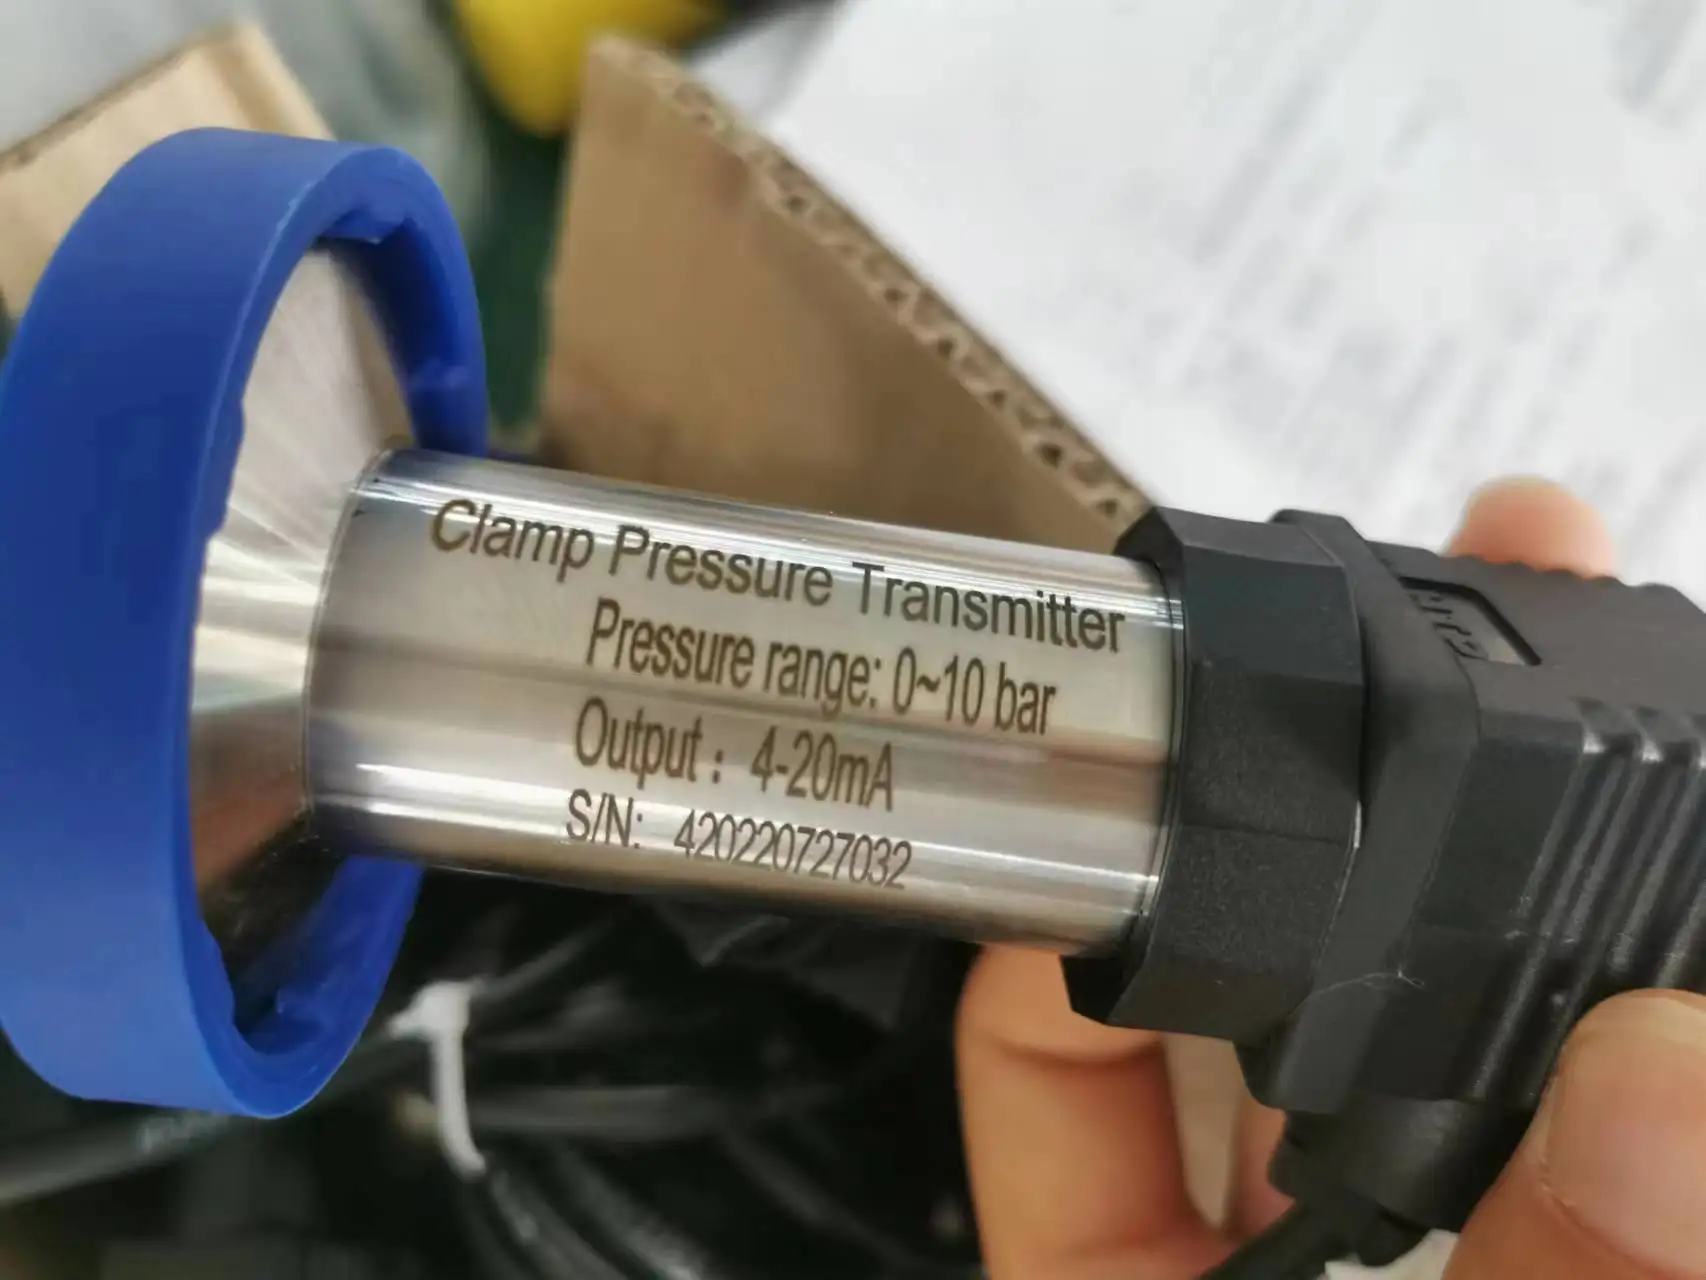 Clamp Pressure Transmitter
Pressure range: 0~10 bar
Output : 4-20mA
S/N: 420220727032